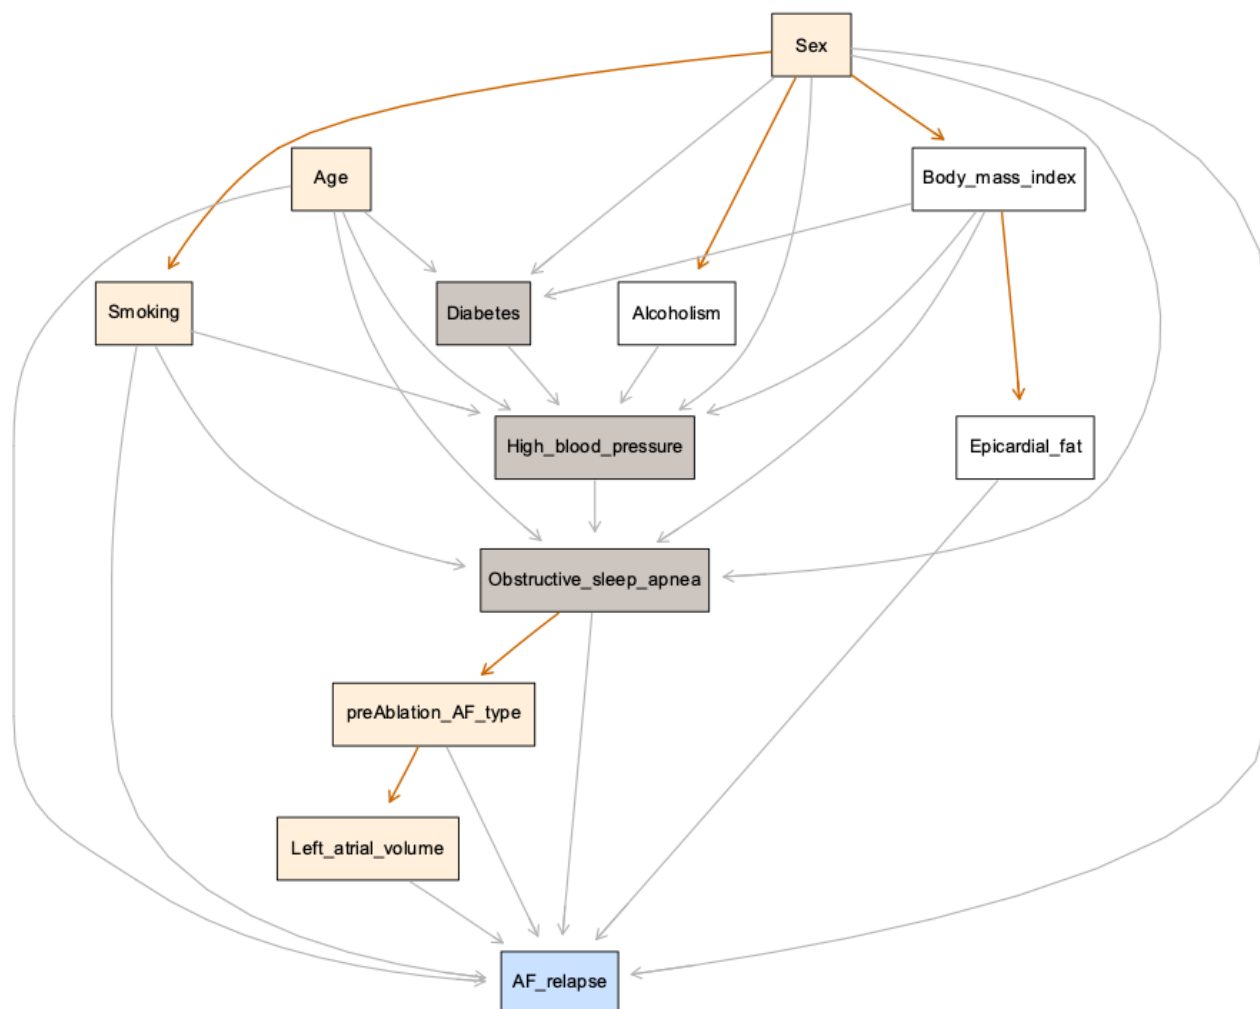 Sex
Age
Body_mass_index
Smoking
Diabetes
Alcoholism
High_blood_pressure
Epicardial_fat
Obstructive_sleep_apnea
preAblation_AF_type
Left_atrial_volume
AF_relapse